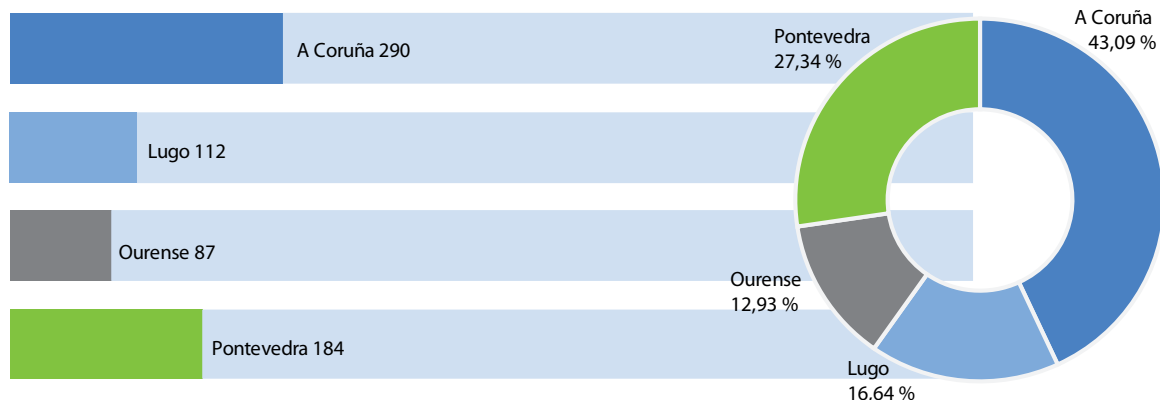 A Coruña 290
Lugo 112
Ourense 87
Pontevedra 184
A Coruña
43,09 %
Pontevedra
27,34 %
Ourense
12,93 %
Lugo
16,64 %